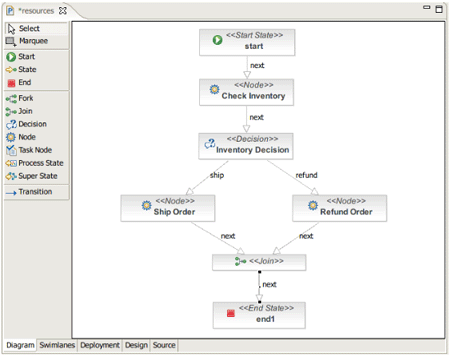 *resources
Select
Marquee
Start
State
End
Fork
Join
Decision
Node
Task Node
Process State
Super State
Transition
<<Start State>>
start
next
<<Node>>
Check Inventory
next
<<Decision>>
Inventory Decision
ship
refund
<<Node>>
Ship Order
<<Node>>
Refund Order
next
next
<<Join>>
next
<<End State>>
end1
Diagram Swimlanes Deployment Design Source